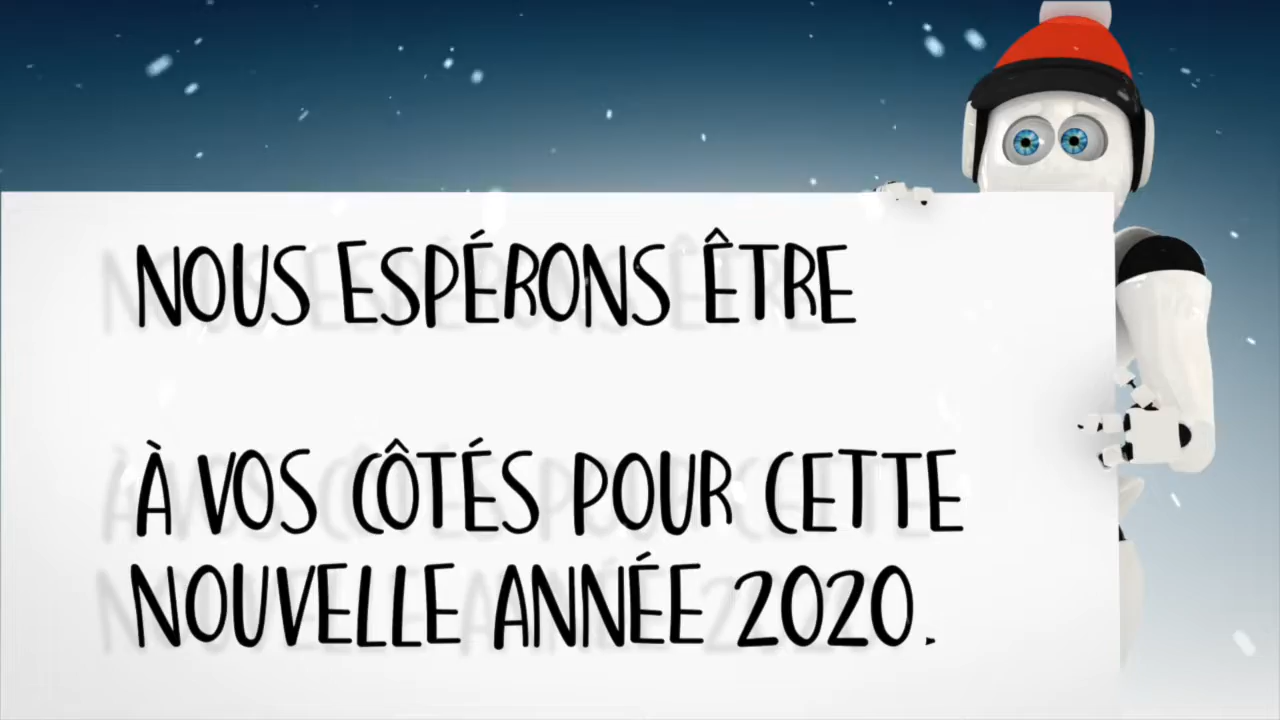 NOUS ESPÉRONS ÊTRE
À VOS CÔTÉS POUR CETTE
NOUVELLE ANNÉE 2020.